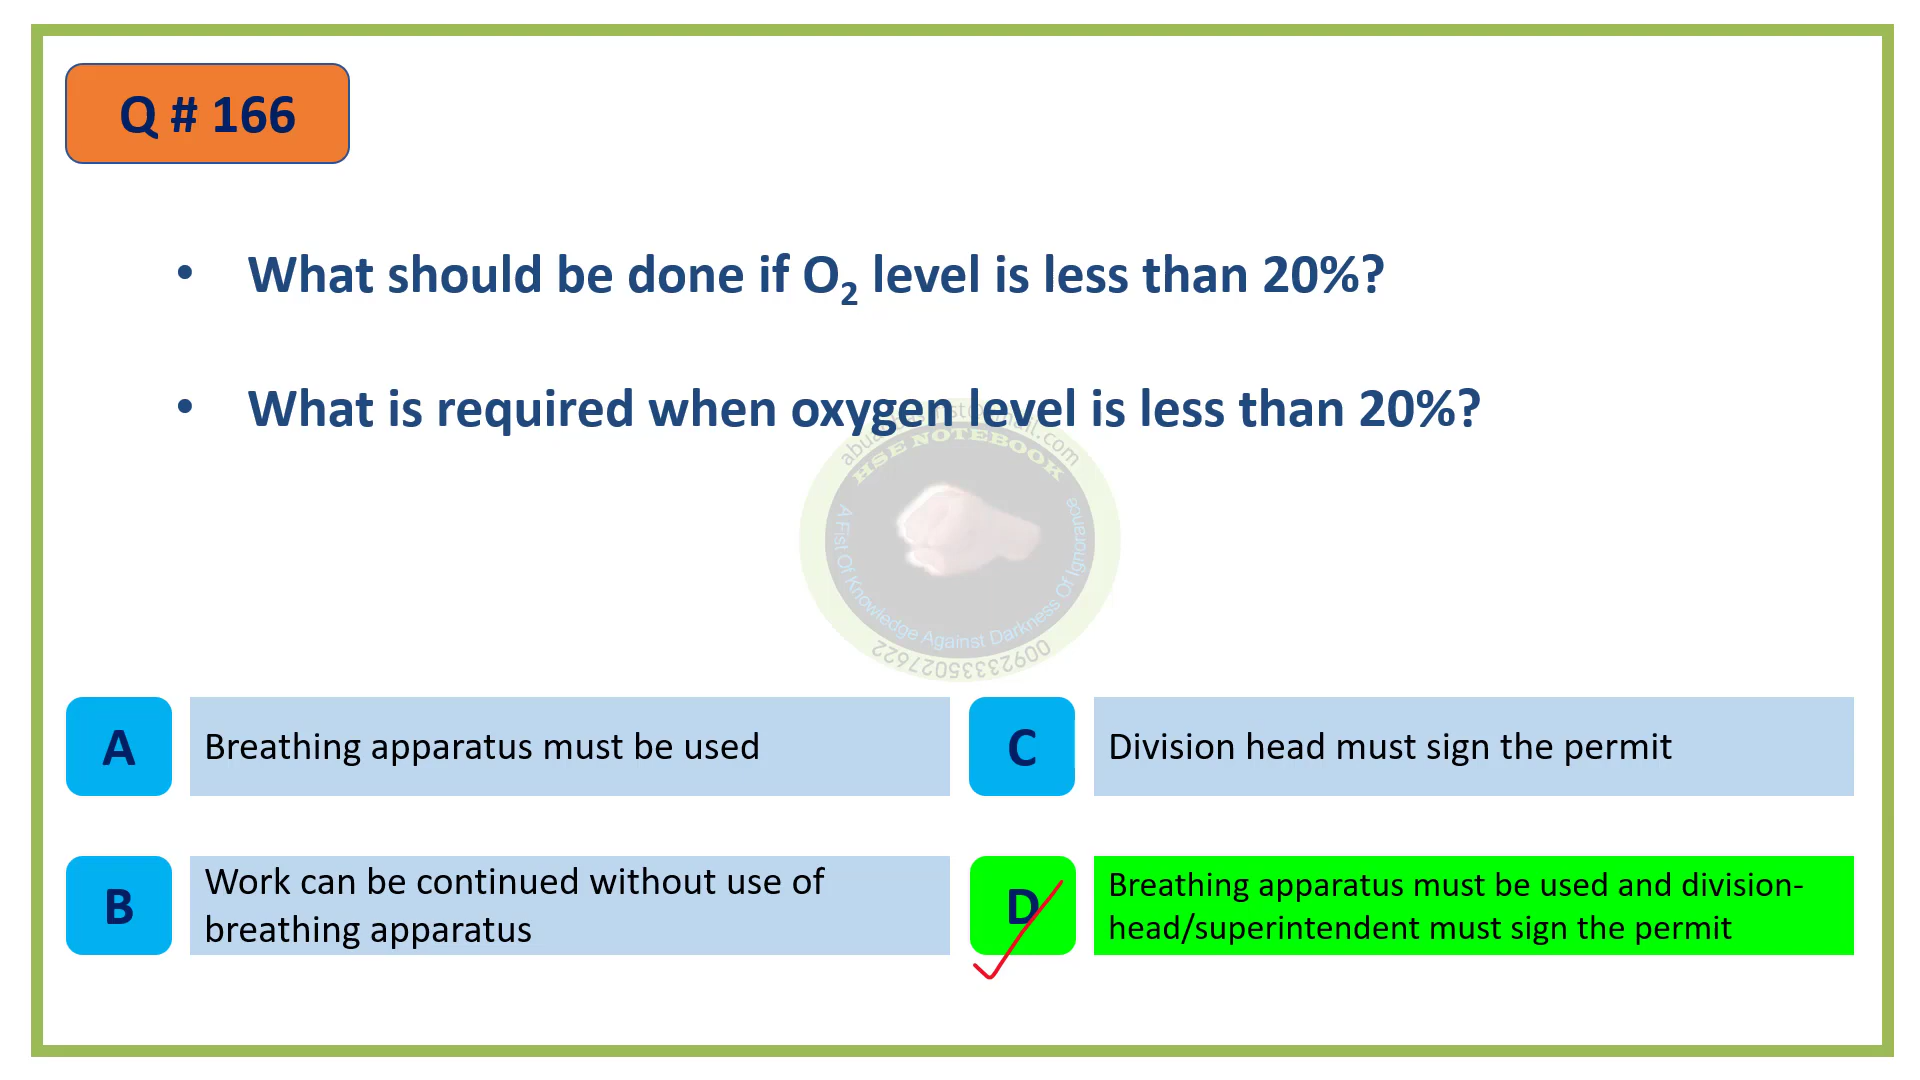 Q # 166
• What should be done if O₂ level is less than 20%?
• What is required when oxygen level is less than 20%?
HSE NOTEBOOK
A Fist Of Knowledge Against Darkness Of Ignorance
00923335027622
A Breathing apparatus must be used
C Division head must sign the permit
B Work can be continued without use of
breathing apparatus
D Breathing apparatus must be used and division-
head/superintendent must sign the permit